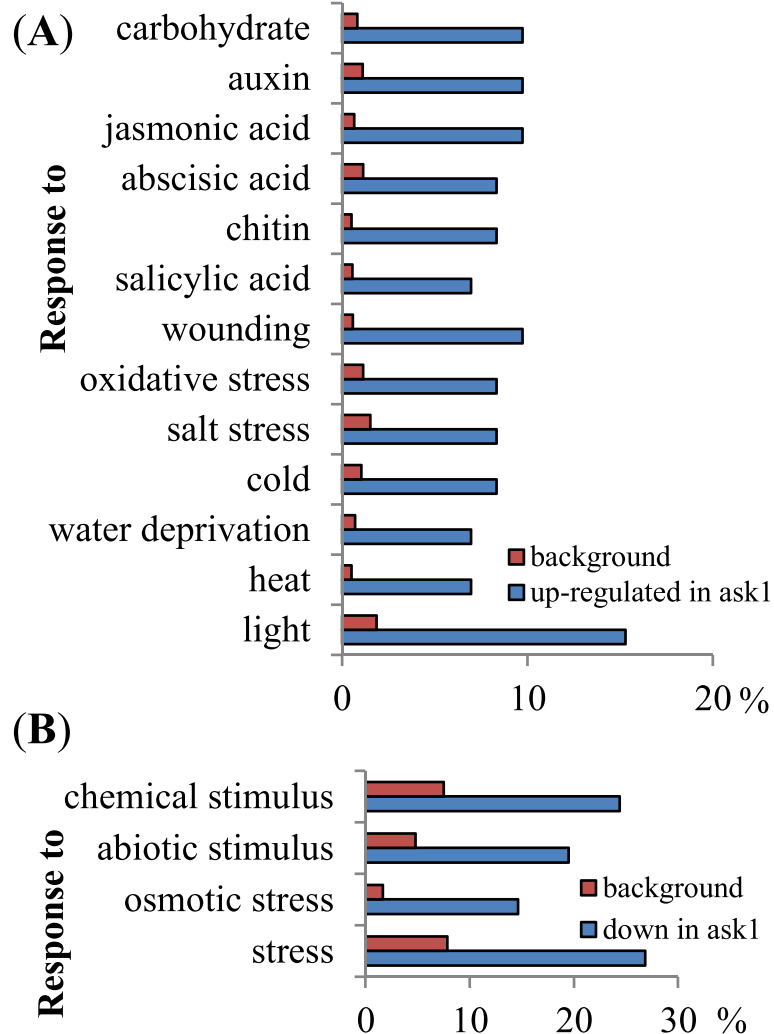 (A)
Response to
carbohydrate
auxin
jasmonic acid
abscisic acid
chitin
salicylic acid
wounding
oxidative stress
salt stress
cold
water deprivation
heat
light
background
up-regulated in ask1
0 10 20 %
(B)
Response to
chemical stimulus
abiotic stimulus
osmotic stress
stress
background
down in ask1
0 10 20 30 %